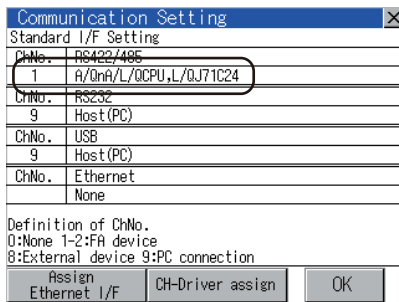 Communication Setting
Standard I/F Setting
ChNo. RS422/485
1 A/QnA/L/QCPU,L/QJ71C24
ChNo. RS232
9 Host(PC)
ChNo. USB
9 Host(PC)
ChNo. Ethernet
None
Definition of ChNo.
0:None 1-2:FA device
8:External device 9:PC connection
Assign Ethernet I/F CH-Driver assign OK